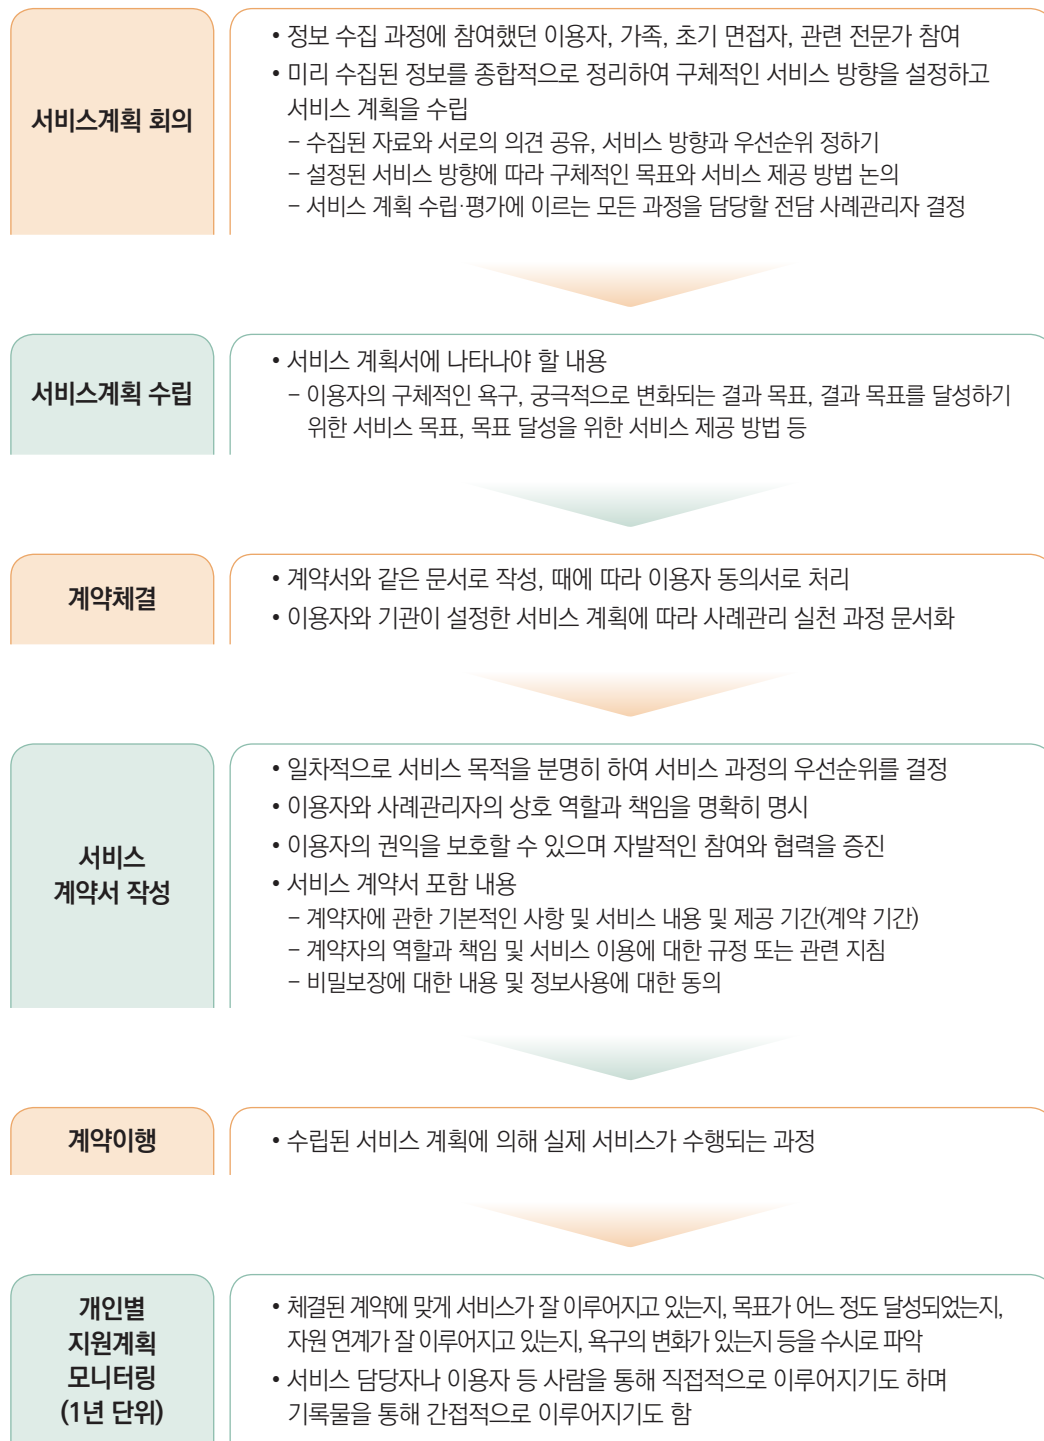 서비스계획 회의
• 정보 수집 과정에 참여했던 이용자, 가족, 초기 면접자, 관련 전문가 참여
• 미리 수집된 정보를 종합적으로 정리하여 구체적인 서비스 방향을 설정하고
서비스 계획을 수립
– 수집된 자료와 서로의 의견 공유, 서비스 방향과 우선순위 정하기
– 설정된 서비스 방향에 따라 구체적인 목표와 서비스 제공 방법 논의
– 서비스 계획 수립·평가에 이르는 모든 과정을 담당할 전담 사례관리자 결정
서비스계획 수립
• 서비스 계획서에 나타나야 할 내용
– 이용자의 구체적인 욕구, 궁극적으로 변화되는 결과 목표, 결과 목표를 달성하기
위한 서비스 목표, 목표 달성을 위한 서비스 제공 방법 등
계약체결
• 계약서와 같은 문서로 작성, 때에 따라 이용자 동의서로 처리
• 이용자와 기관이 설정한 서비스 계획에 따라 사례관리 실천 과정 문서화
서비스
계약서 작성
• 일차적으로 서비스 목적을 분명히 하여 서비스 과정의 우선순위를 결정
• 이용자와 사례관리자의 상호 역할과 책임을 명확히 명시
• 이용자의 권익을 보호할 수 있으며 자발적인 참여와 협력을 증진
• 서비스 계약서 포함 내용
– 계약자에 관한 기본적인 사항 및 서비스 내용 및 제공 기간(계약 기간)
– 계약자의 역할과 책임 및 서비스 이용에 대한 규정 또는 관련 지침
– 비밀보장에 대한 내용 및 정보사용에 대한 동의
계약이행
• 수립된 서비스 계획에 의해 실제 서비스가 수행되는 과정
개인별
지원계획
모니터링
(1년 단위)
• 체결된 계약에 맞게 서비스가 잘 이루어지고 있는지, 목표가 어느 정도 달성되었는지,
자원 연계가 잘 이루어지고 있는지, 욕구의 변화가 있는지 등을 수시로 파악
• 서비스 담당자나 이용자 등 사람을 통해 직접적으로 이루어지기도 하며
기록물을 통해 간접적으로 이루어지기도 함